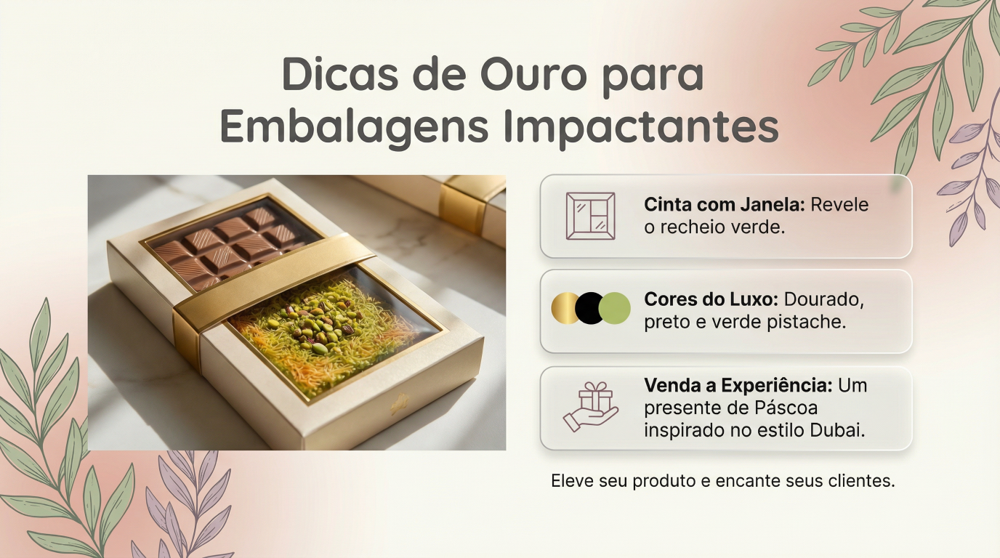 Dicas de Ouro para
Embalagens Impactantes
Cinta com Janela: Revele
o recheio verde.
Cores do Luxo: Dourado,
preto e verde pistache.
Venda a Experiência: Um
presente de Páscoa
inspirado no estilo Dubai.
Eleve seu produto e encante seus clientes.